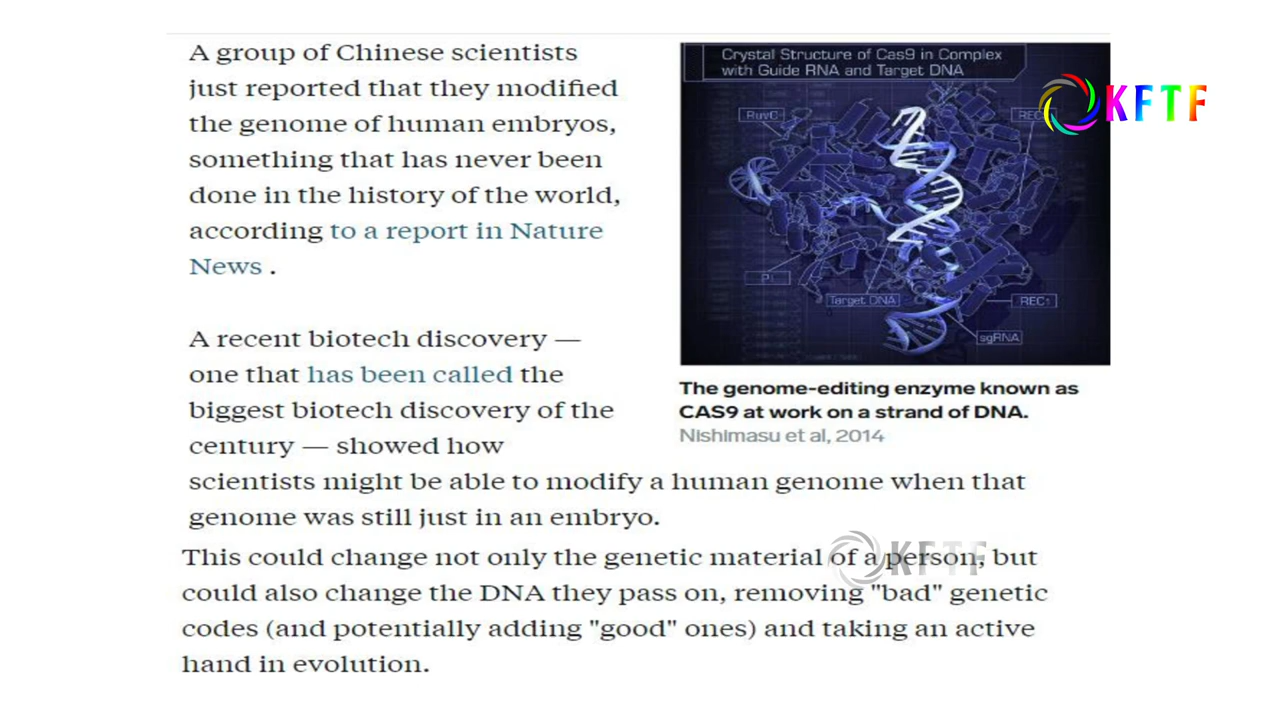 A group of Chinese scientists
just reported that they modified
the genome of human embryos,
something that has never been
done in the history of the world,
according to a report in Nature
News .
A recent biotech discovery —
one that has been called the
biggest biotech discovery of the
century — showed how
scientists might be able to modify a human genome when that
genome was still just in an embryo.
This could change not only the genetic material of a person, but
could also change the DNA they pass on, removing "bad" genetic
codes (and potentially adding "good" ones) and taking an active
hand in evolution.
Crystal Structure of Cas9 in Complex
with Guide RNA and Target DNA
RuvC
PI
Target DNA
REC1
sgRNA
KFTF
The genome-editing enzyme known as
CAS9 at work on a strand of DNA.
Nishimasu et al, 2014
KFTF